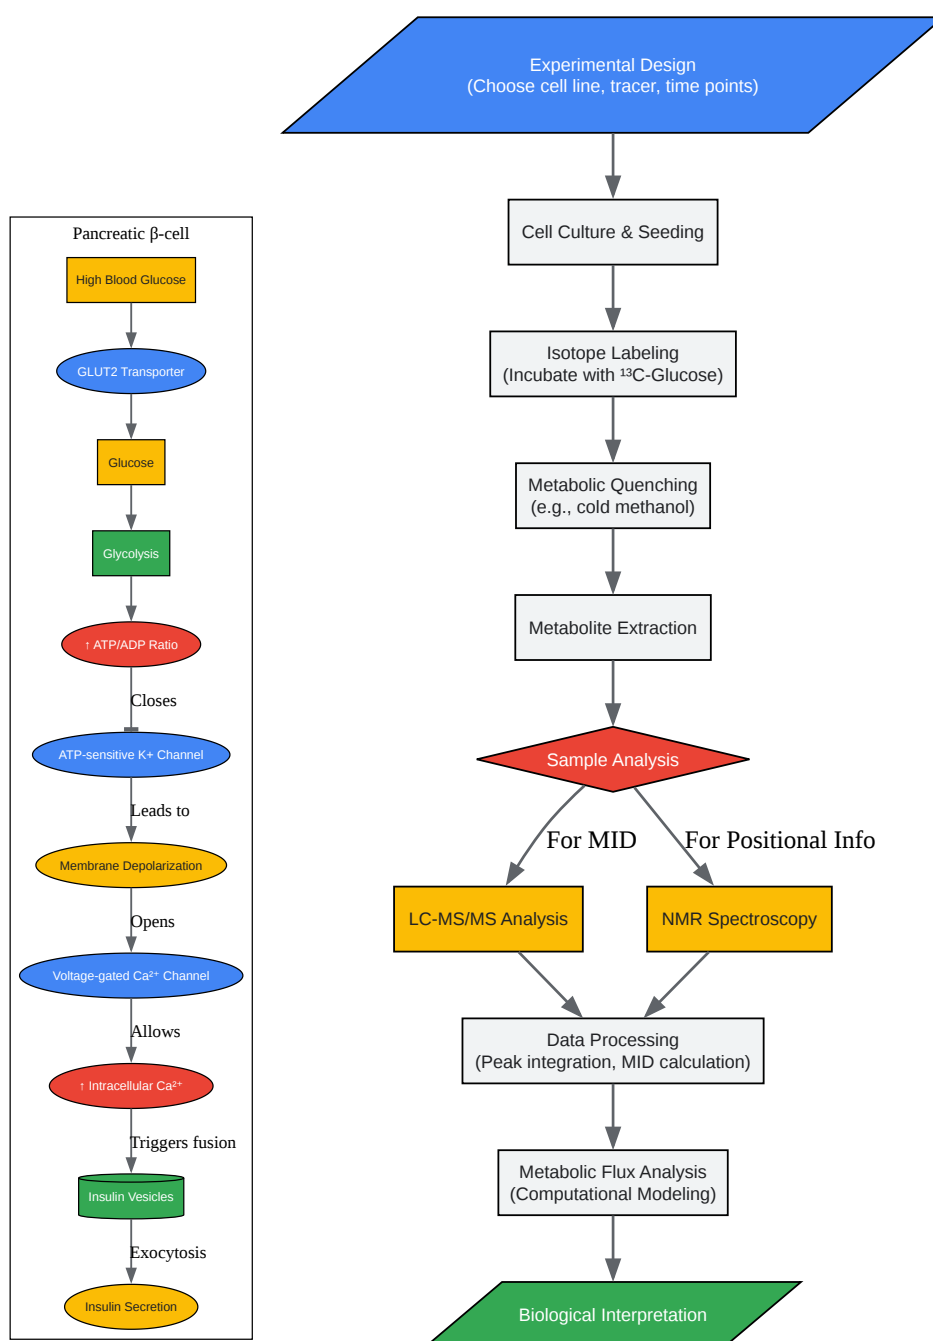 Pancreatic β-cell
High Blood Glucose
GLUT2 Transporter
Glucose
Glycolysis
↑ ATP/ADP Ratio
Closes
ATP-sensitive K+ Channel
Leads to
Membrane Depolarization
Opens
Voltage-gated Ca²⁺ Channel
Allows
↑ Intracellular Ca²⁺
Triggers fusion
Insulin Vesicles
Exocytosis
Insulin Secretion
Experimental Design
(Choose cell line, tracer, time points)
Cell Culture & Seeding
Isotope Labeling
(Incubate with ¹³C-Glucose)
Metabolic Quenching
(e.g., cold methanol)
Metabolite Extraction
Sample Analysis
For MID
For Positional Info
LC-MS/MS Analysis
NMR Spectroscopy
Data Processing
(Peak integration, MID calculation)
Metabolic Flux Analysis
(Computational Modeling)
Biological Interpretation